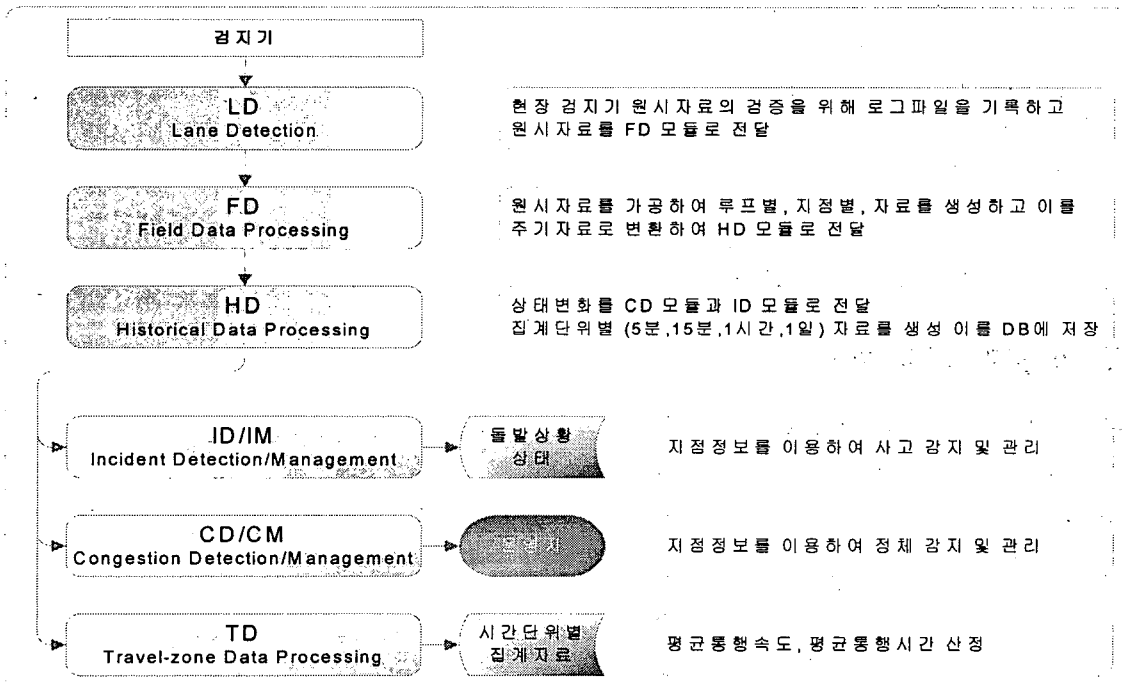 검지기
LD
Lane Detection
현장 검지기 원시자료의 검증을 위해 로그파일을 기록하고
원시자료를 FD 모듈로 전달
FD
Field Data Processing
원시자료를 가공하여 루프별, 지점별, 자료를 생성하고 이를
주기자료로 변환하여 HD 모듈로 전달
HD
Historical Data Processing
상태변화를 CD 모듈과 ID 모듈로 전달
집계단위별 (5분,15분,1시간,1일) 자료를 생성 이를 DB에 저장
ID/IM
Incident Detection/Management
돌발상황
상태
지점정보를 이용하여 사고 감지 및 관리
CD/CM
Congestion Detection/Management
지점정보를 이용하여 정체 감지 및 관리
TD
Travel-zone Data Processing
시간단위별
집계자료
평균통행속도, 평균통행시간 산정